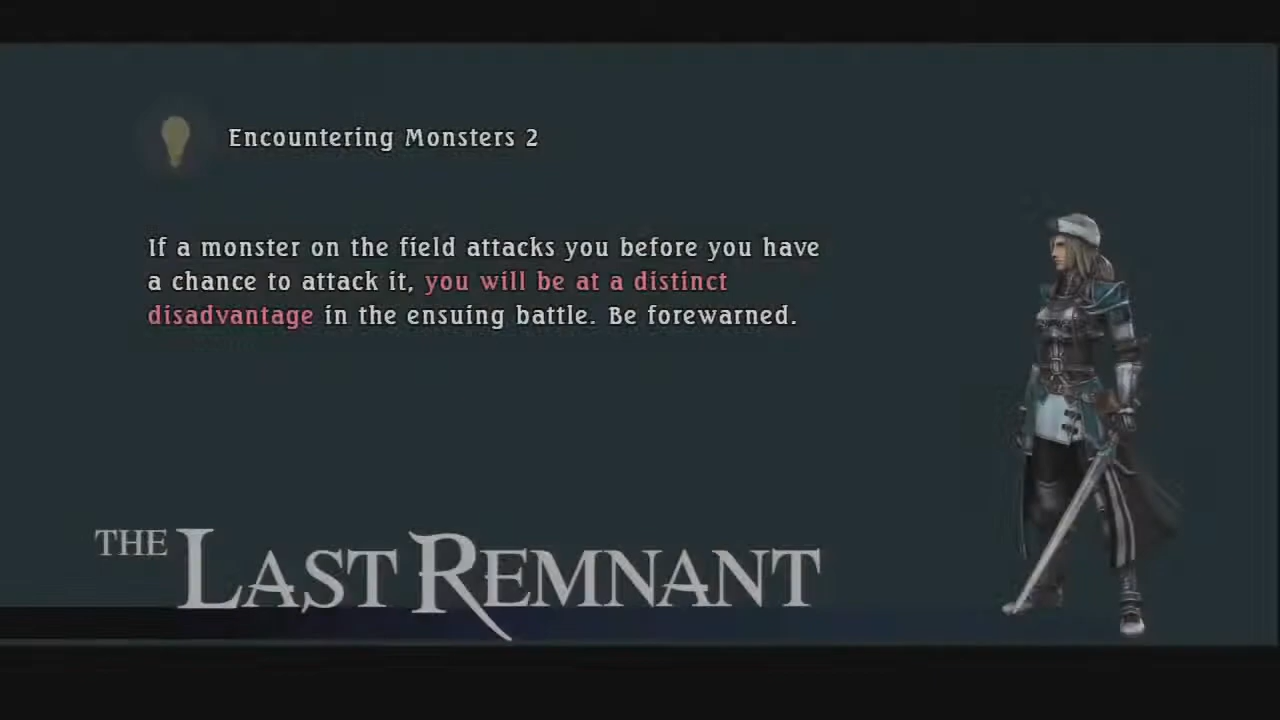 Encountering Monsters 2
If a monster on the field attacks you before you have
a chance to attack it, you will be at a distinct
disadvantage in the ensuing battle. Be forewarned.
THE LAST REMNANT